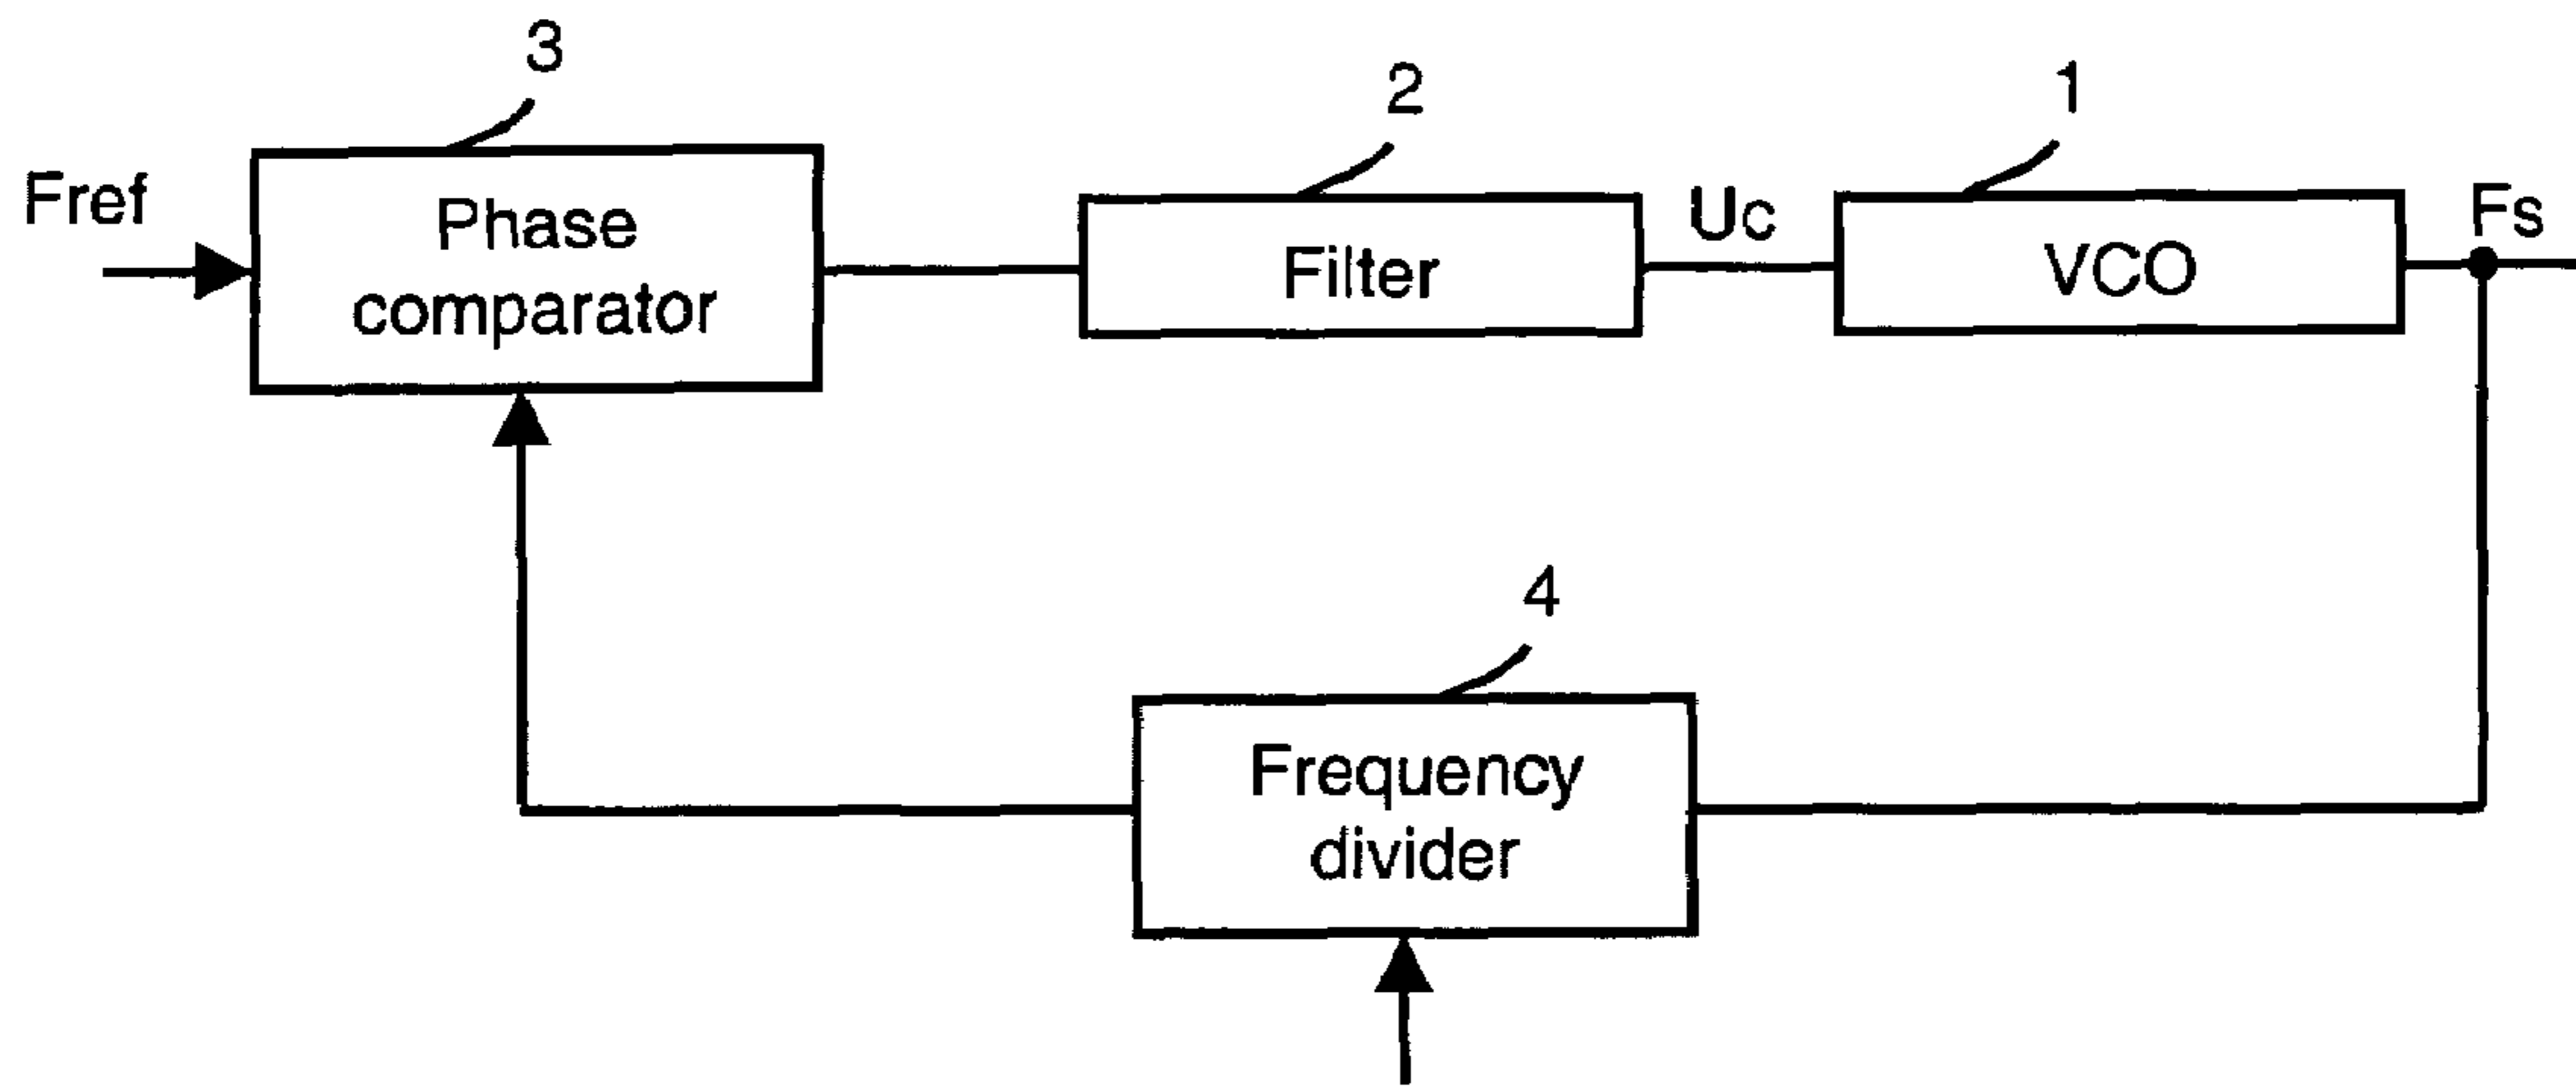 3
2
1
Fref
Phase
comparator
Filter
Uc
VCO
Fs
4
Frequency
divider